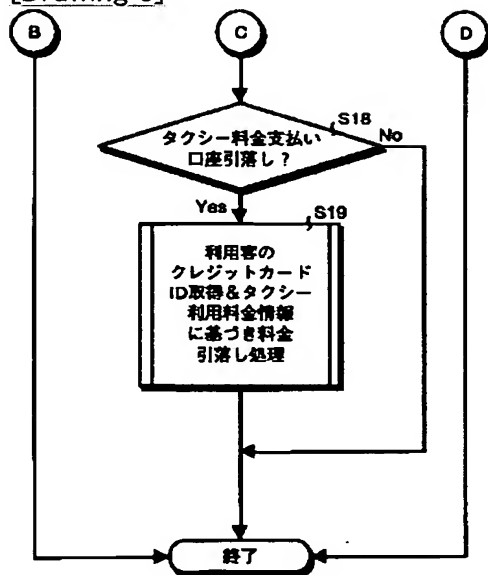 B
C
D
S18
タクシー料金支払い
口座引落し？
No
Yes
S19
利用客の
クレジットカード
ID取得＆タクシー
利用料金情報
に基づき料金
引落し処理
終了